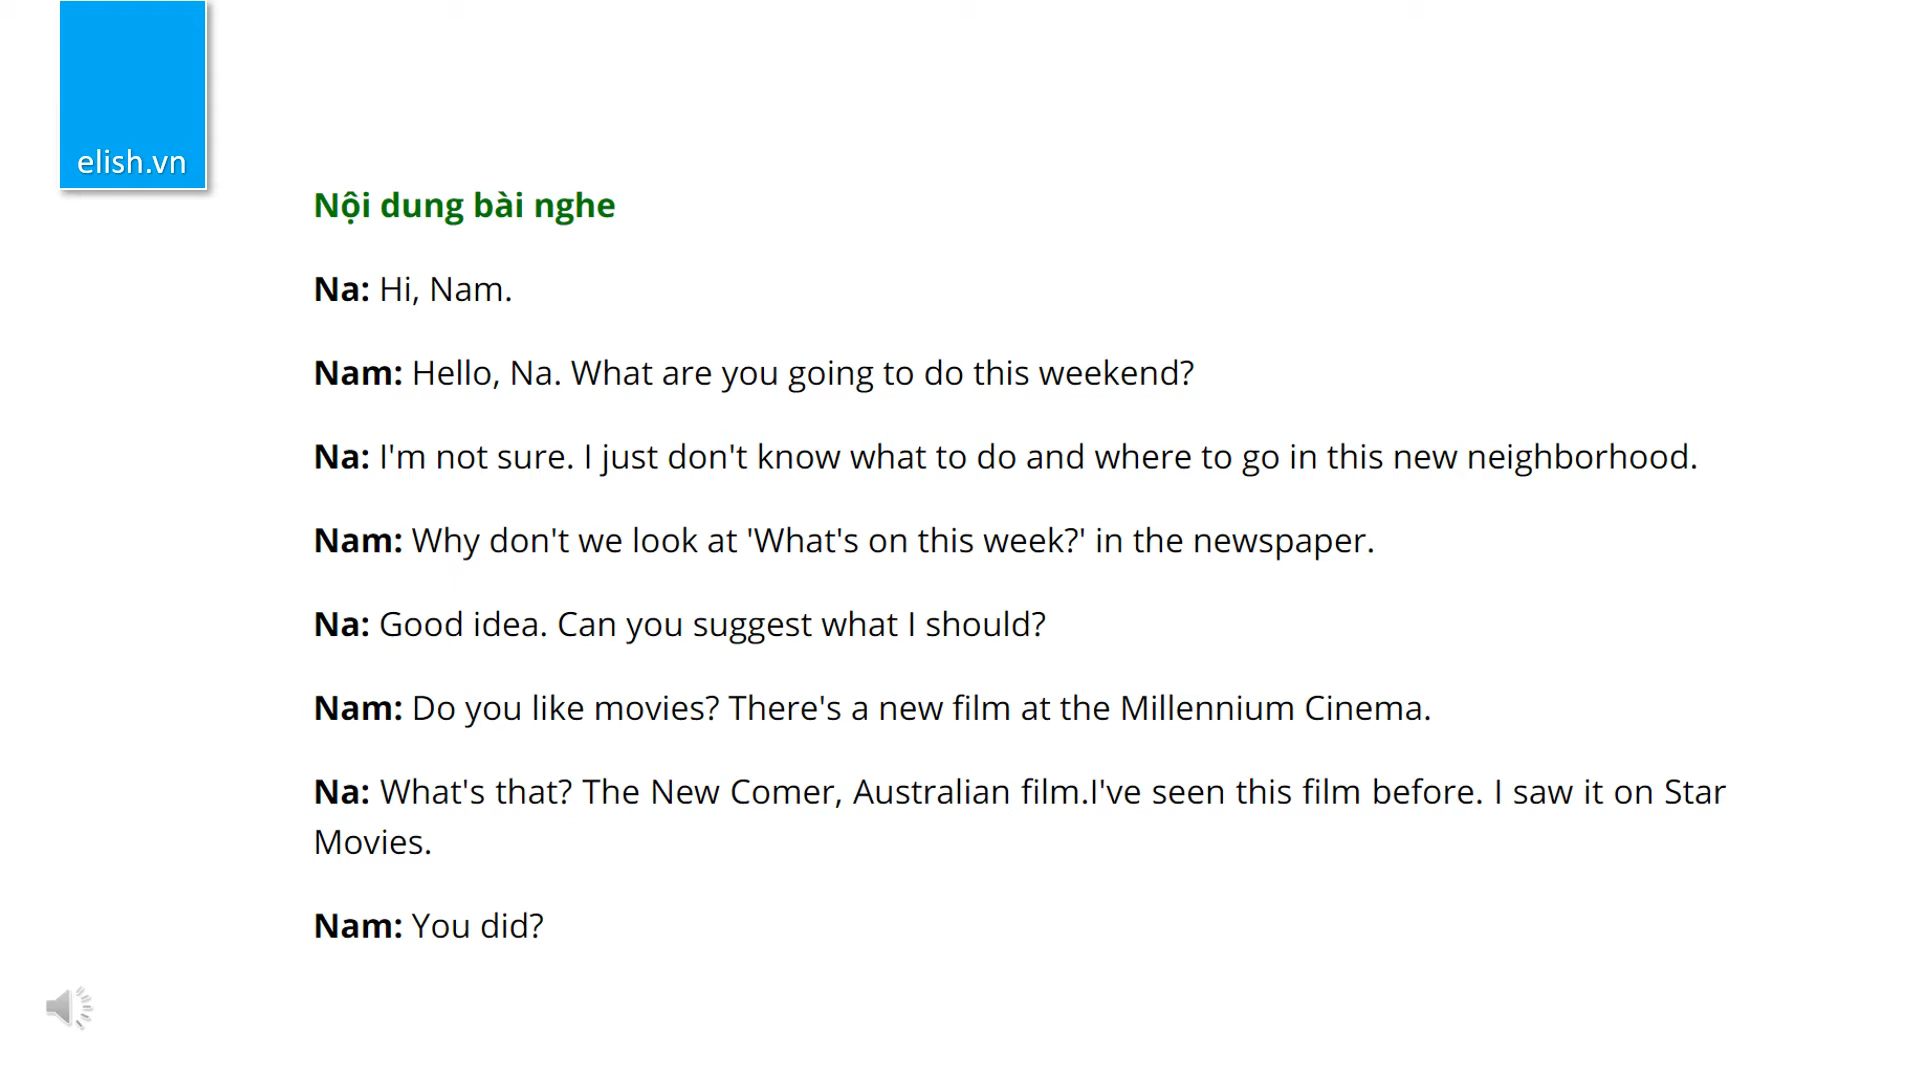 elish.vn
Nội dung bài nghe
Na: Hi, Nam.
Nam: Hello, Na. What are you going to do this weekend?
Na: I'm not sure. I just don't know what to do and where to go in this new neighborhood.
Nam: Why don't we look at 'What's on this week?' in the newspaper.
Na: Good idea. Can you suggest what I should?
Nam: Do you like movies? There's a new film at the Millennium Cinema.
Na: What's that? The New Comer, Australian film.I've seen this film before. I saw it on Star
Movies.
Nam: You did?